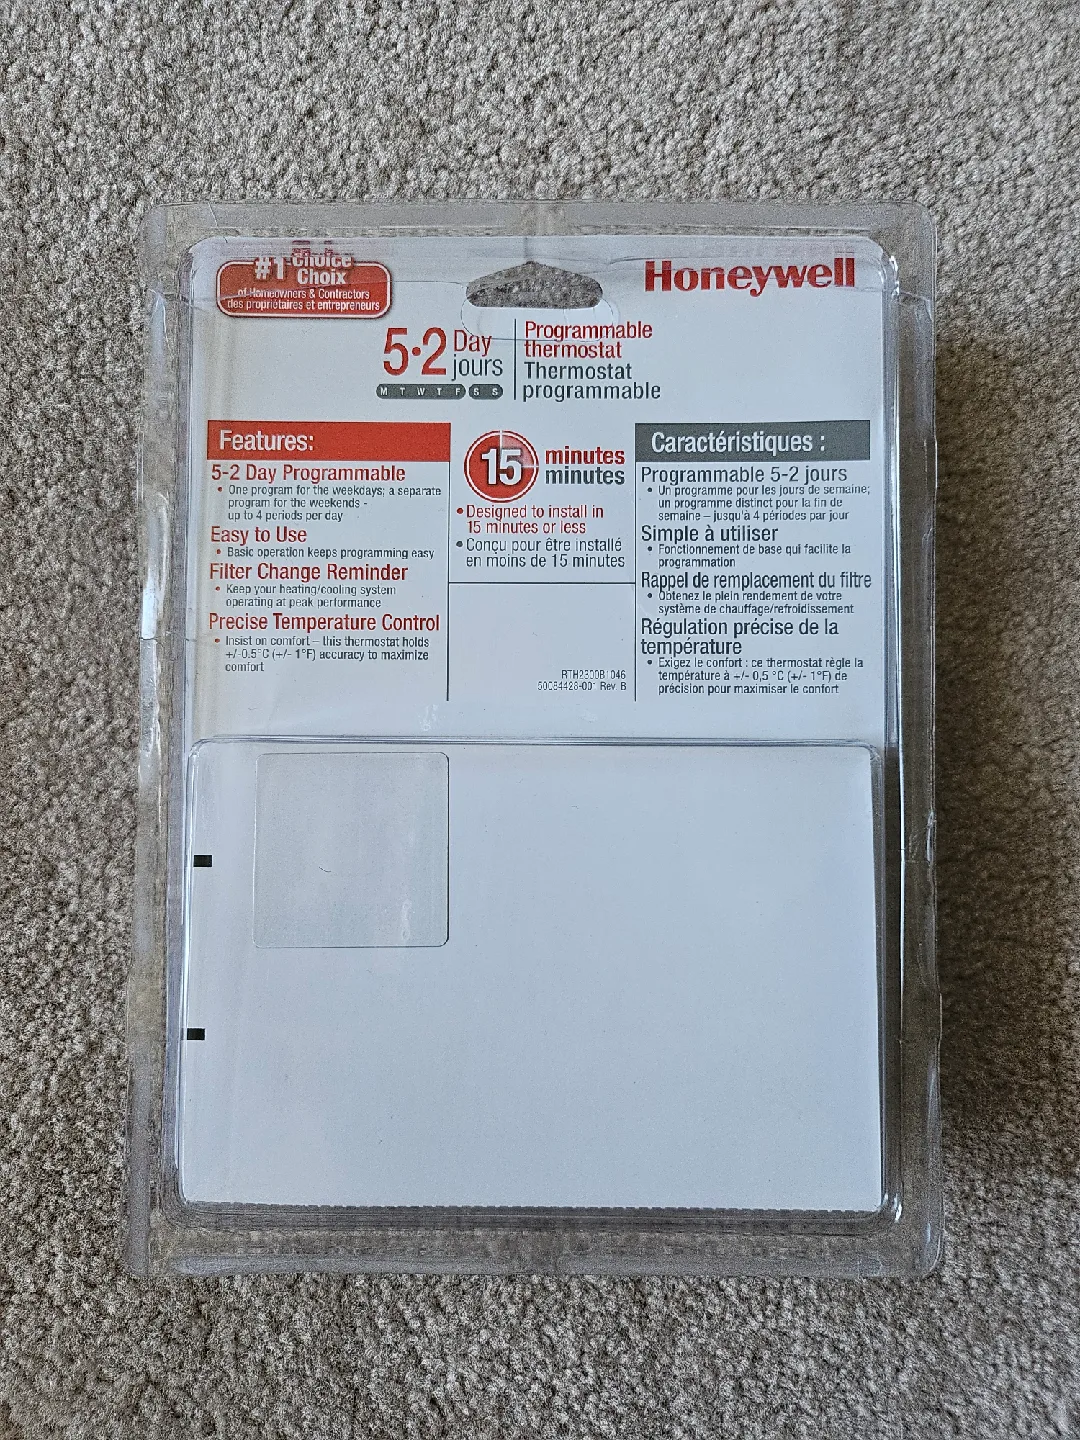 #1 Choice
Choix
of Homeowners & Contractors
des propriétaires et entrepreneurs
Honeywell
5•2 Day
jours
M T W T F S S
Programmable
thermostat
Thermostat
programmable
Features:
5-2 Day Programmable
• One program for the weekdays; a separate
program for the weekends -
up to 4 periods per day
Easy to Use
• Basic operation keeps programming easy
Filter Change Reminder
• Keep your heating/cooling system
operating at peak performance
Precise Temperature Control
• Insist on comfort – this thermostat holds
+/-0.5°C (+/- 1°F) accuracy to maximize
comfort
15 minutes
minutes
• Designed to install in
15 minutes or less
• Conçu pour être installé
en moins de 15 minutes
RTH2300B1046
50084428-001 Rev. B
Caractéristiques :
Programmable 5-2 jours
• Un programme pour les jours de semaine;
un programme distinct pour la fin de
semaine – jusqu'à 4 périodes par jour
Simple à utiliser
• Fonctionnement de base qui facilite la
programmation
Rappel de remplacement du filtre
• Obtenez le plein rendement de votre
système de chauffage/refroidissement
Régulation précise de la
température
• Exigez le confort : ce thermostat règle la
température à +/- 0,5 °C (+/- 1°F) de
précision pour maximiser le confort